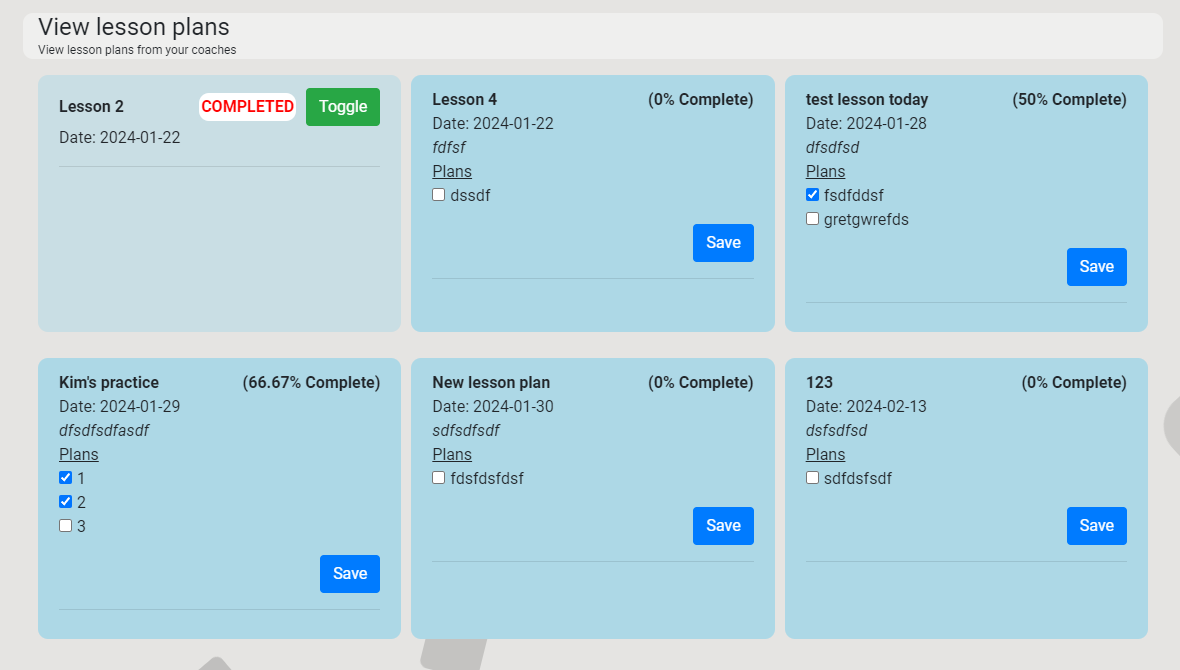 View lesson plans
View lesson plans from your coaches
Lesson 2 COMPLETED Toggle
Date: 2024-01-22
Lesson 4 (0% Complete)
Date: 2024-01-22
fdfsf
Plans
dssdf
Save
test lesson today (50% Complete)
Date: 2024-01-28
dfsdfsd
Plans
fsdfddsf
gretgwrefds
Save
Kim's practice (66.67% Complete)
Date: 2024-01-29
dfsdfsdfasdf
Plans
1
2
3
Save
New lesson plan (0% Complete)
Date: 2024-01-30
sdfsdfsdf
Plans
fdsfdsfdsf
Save
123 (0% Complete)
Date: 2024-02-13
dsfsdfsd
Plans
sdfdsfsdf
Save